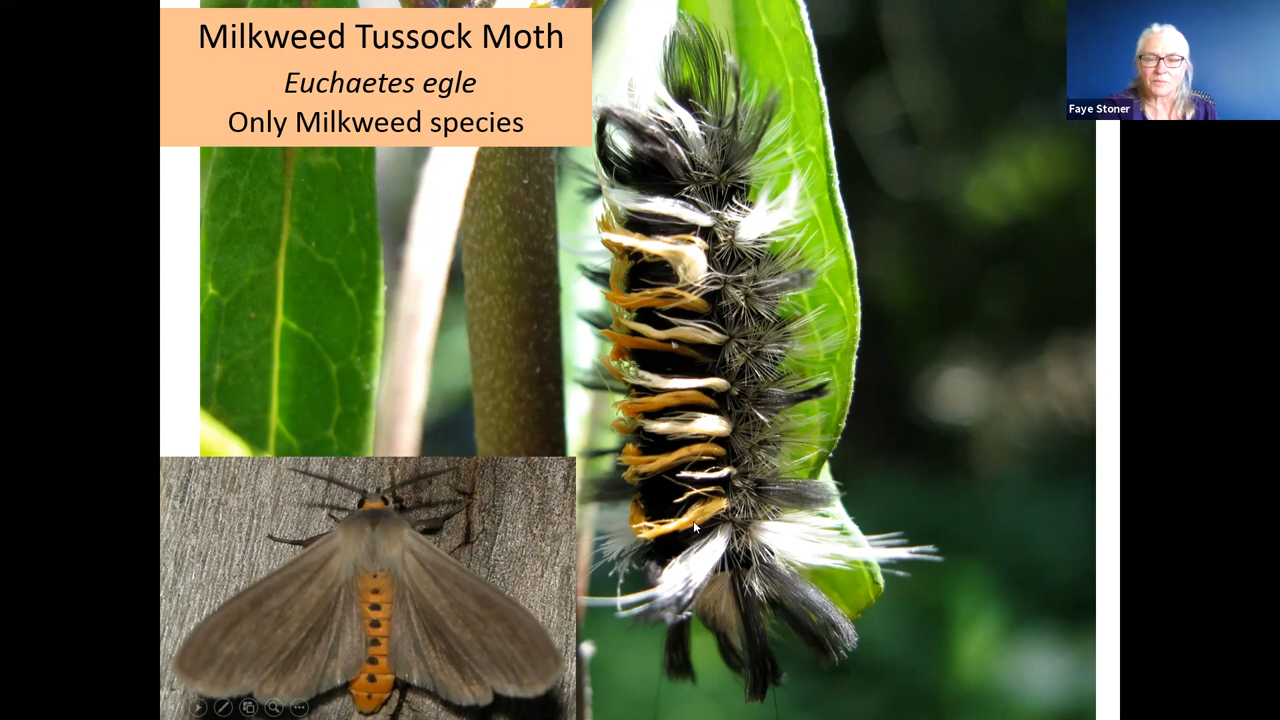 Milkweed Tussock Moth
Euchaetes egle
Only Milkweed species
Faye Stoner